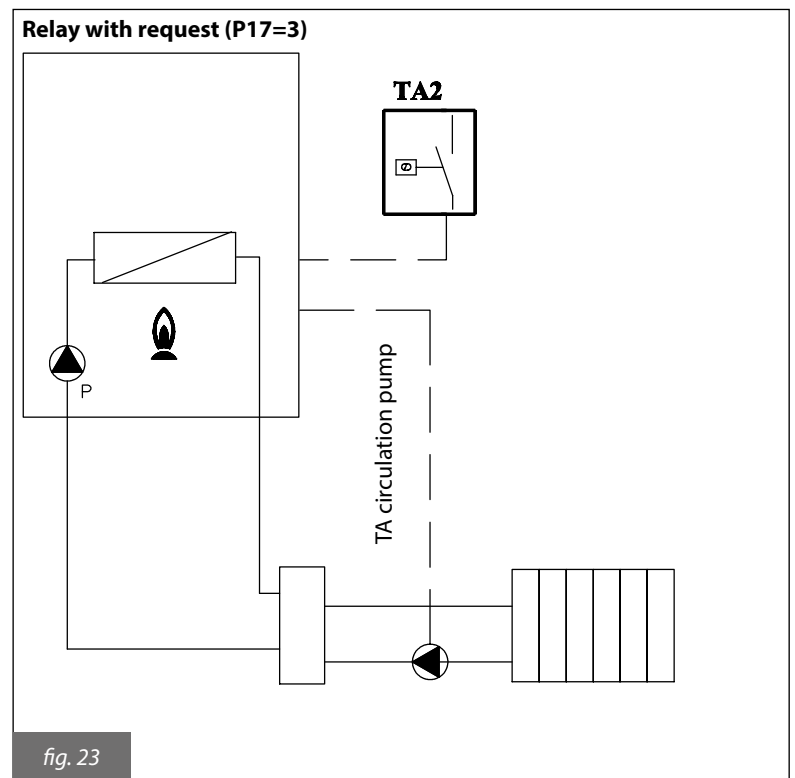 Relay with request (P17=3)
TA2
P
TA circulation pump
fig. 23